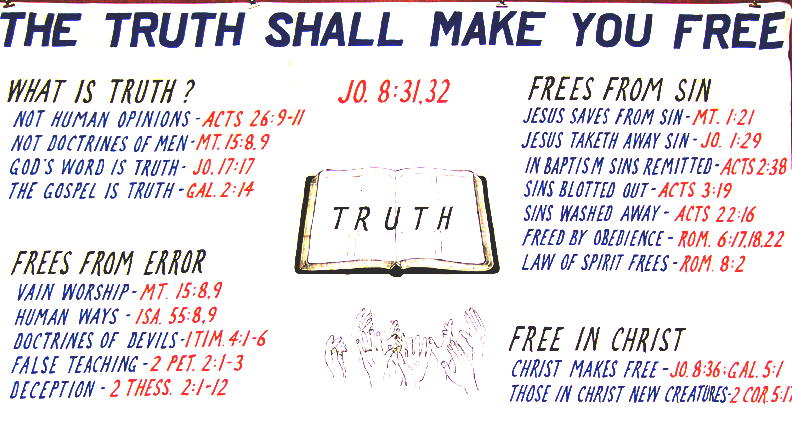 THE TRUTH SHALL MAKE YOU FREE
JO. 8:31,32
WHAT IS TRUTH?
NOT HUMAN OPINIONS - ACTS 26:9-11
NOT DOCTRINES OF MEN - MT. 15:8,9
GOD'S WORD IS TRUTH - JO. 17:17
THE GOSPEL IS TRUTH - GAL. 2:14
FREES FROM ERROR
VAIN WORSHIP - MT. 15:8,9
HUMAN WAYS - ISA. 55:8,9
DOCTRINES OF DEVILS - 1 TIM. 4:1-6
FALSE TEACHING - 2 PET. 2:1-3
DECEPTION - 2 THESS. 2:1-12
TRUTH
FREES FROM SIN
JESUS SAVES FROM SIN - MT. 1:21
JESUS TAKETH AWAY SIN - JO. 1:29
IN BAPTISM SINS REMITTED - ACTS 2:38
SINS BLOTTED OUT - ACTS 3:19
SINS WASHED AWAY - ACTS 22:16
FREED BY OBEDIENCE - ROM. 6:17,18,22
LAW OF SPIRIT FREES - ROM. 8:2
FREE IN CHRIST
CHRIST MAKES FREE - JO. 8:36; GAL. 5:1
THOSE IN CHRIST NEW CREATURES - 2 COR. 5:17